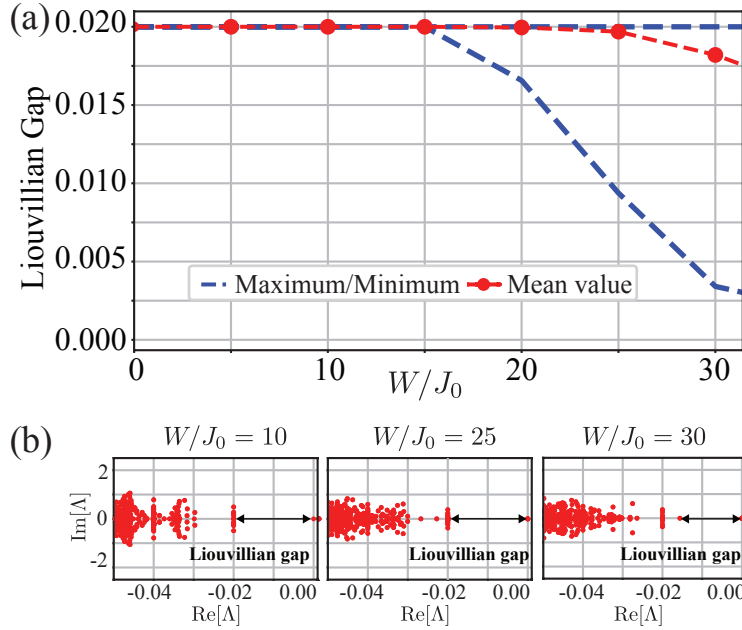 (a)
Liouvillian Gap
0.020
0.015
0.010
0.005
0.000
Maximum/Minimum
Mean value
0
10
20
30
W/J₀
(b)
W/J₀ = 10
W/J₀ = 25
W/J₀ = 30
Im[Λ]
2
0
-2
Liouvillian gap
Liouvillian gap
Liouvillian gap
-0.04 -0.02 0.00
-0.04 -0.02 0.00
-0.04 -0.02 0.00
Re[Λ]
Re[Λ]
Re[Λ]